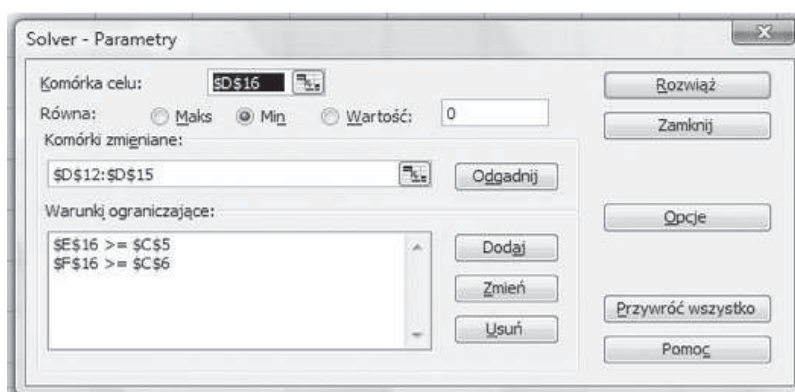 Solver - Parametry
Komórka celu: $D$16
Rozwiąż
Równa: Maks Min Wartość: 0
Zamknij
Komórki zmieniane:
$D$12:$D$15
Odgadnij
Warunki ograniczające:
Opcje
$E$16 >= $C$5
$F$16 >= $C$6
Dodaj
Zmień
Przywróć wszystko
Usuń
Pomoc